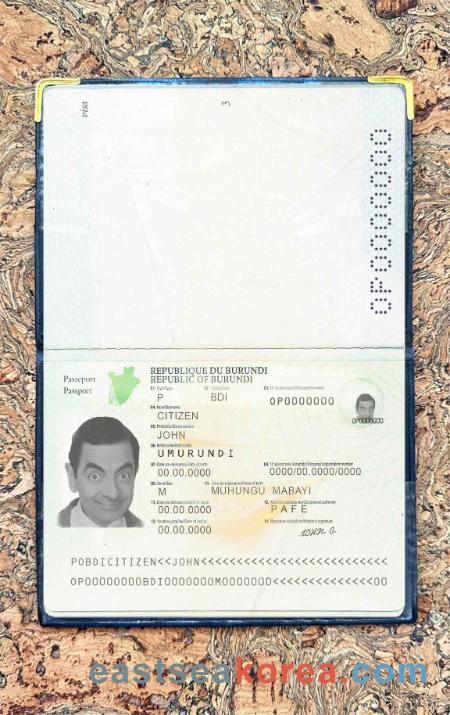 visa
3
OP0000000
Passeport
Passport
REPUBLIQUE DU BURUNDI
REPUBLIC OF BURUNDI
P BDI OP0000000
CITIZEN
JOHN
UMURUNDI
00.00.0000 0000/00.0000/0000
M MUHUNGU MABAYI
00.00.0000 PAFE
00.00.0000
JOHN C.
POBDICITIZEN<<JOHN<<<<<<<<<<<<<<<<<<<<<<<<<<
OP00000000BDI0000000M0000000<<<<<<<<<<<<<<00
eastseakorea.com